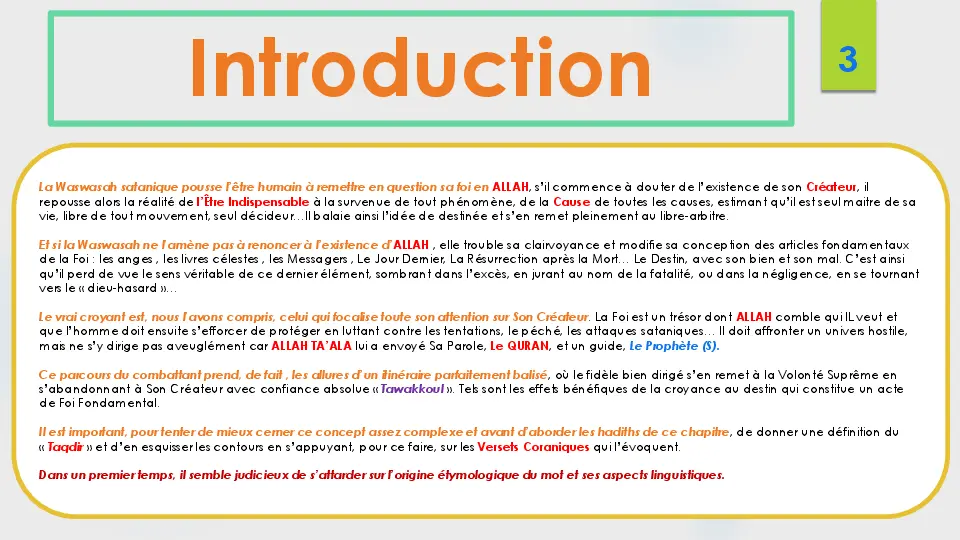 Introduction
3
La Waswasah satanique pousse l'être humain à remettre en question sa foi en ALLAH, s'il commence à douter de l'existence de son Créateur, il
repousse alors la réalité de l'Être Indispensable à la survenue de tout phénomène, de la Cause de toutes les causes, estimant qu'il est seul maitre de sa
vie, libre de tout mouvement, seul décideur…Il balaie ainsi l'idée de destinée et s'en remet pleinement au libre-arbitre.
Et si la Waswasah ne l'amène pas à renoncer à l'existence d'ALLAH , elle trouble sa clairvoyance et modifie sa conception des articles fondamentaux
de la Foi : les anges , les livres célestes , les Messagers , Le Jour Dernier, La Résurrection après la Mort… Le Destin, avec son bien et son mal. C'est ainsi
qu'il perd de vue le sens véritable de ce dernier élément, sombrant dans l'excès, en jurant au nom de la fatalité, ou dans la négligence, en se tournant
vers le « dieu-hasard »…
Le vrai croyant est, nous l'avons compris, celui qui focalise toute son attention sur Son Créateur. La Foi est un trésor dont ALLAH comble qui IL veut et
que l'homme doit ensuite s'efforcer de protéger en luttant contre les tentations, le péché, les attaques sataniques… Il doit affronter un univers hostile,
mais ne s'y dirige pas aveuglément car ALLAH TA'ALA lui a envoyé Sa Parole, Le QURAN, et un guide, Le Prophète (S).
Ce parcours du combattant prend, de fait , les allures d'un itinéraire parfaitement balisé, où le fidèle bien dirigé s'en remet à la Volonté Suprême en
s'abandonnant à Son Créateur avec confiance absolue « Tawakkoul ». Tels sont les effets bénéfiques de la croyance au destin qui constitue un acte
de Foi Fondamental.
Il est important, pour tenter de mieux cerner ce concept assez complexe et avant d'aborder les hadiths de ce chapitre, de donner une définition du
« Taqdir » et d'en esquisser les contours en s'appuyant, pour ce faire, sur les Versets Coraniques qui l'évoquent.
Dans un premier temps, il semble judicieux de s'attarder sur l'origine étymologique du mot et ses aspects linguistiques.